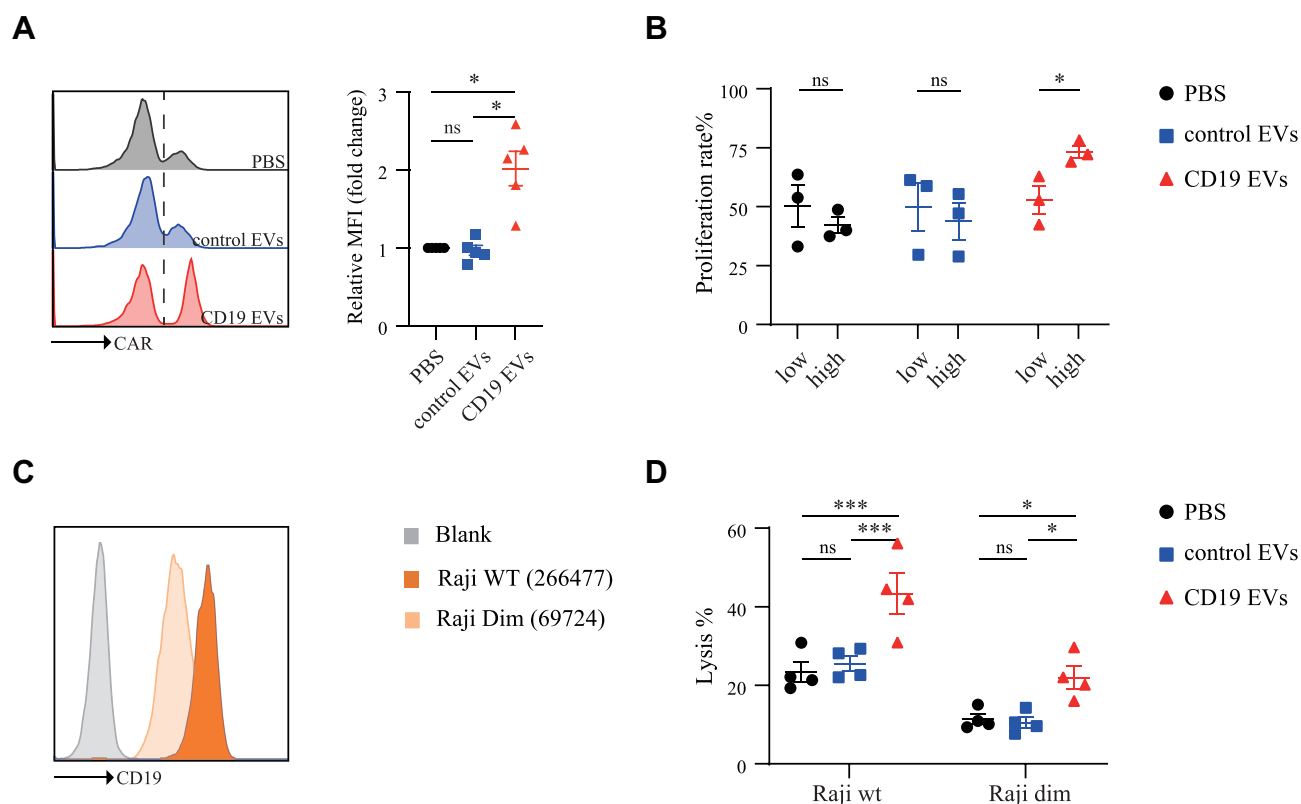 A
PBS
control EVs
CD19 EVs
CAR
Relative MFI (fold change)
3
2
1
0
*
*
ns
PBS
control EVs
CD19 EVs
B
Proliferation rate%
100
75
50
25
0
ns
ns
*
low
high
low
high
low
high
PBS
control EVs
CD19 EVs
C
CD19
Blank
Raji WT (266477)
Raji Dim (69724)
D
Lysis %
60
40
20
0
***
***
ns
*
*
ns
Raji wt
Raji dim
PBS
control EVs
CD19 EVs